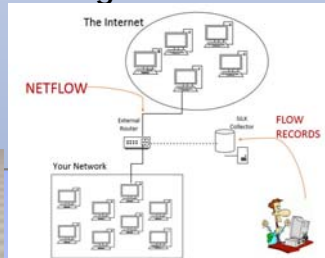 The Internet
NETFLOW
External
Router
SiLK
Collector
FLOW
RECORDS
Your Network